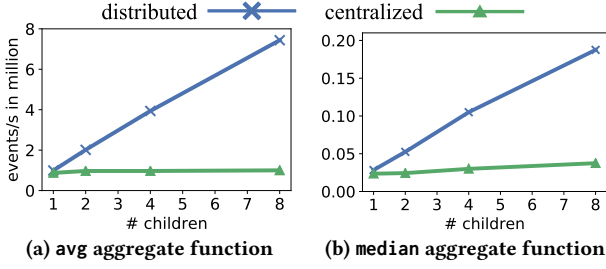 distributed centralized
events/s in million
8
6
4
2
0
1 2 3 4 5 6 7 8
# children
(a) avg aggregate function
0.20
0.15
0.10
0.05
0.00
1 2 3 4 5 6 7 8
# children
(b) median aggregate function